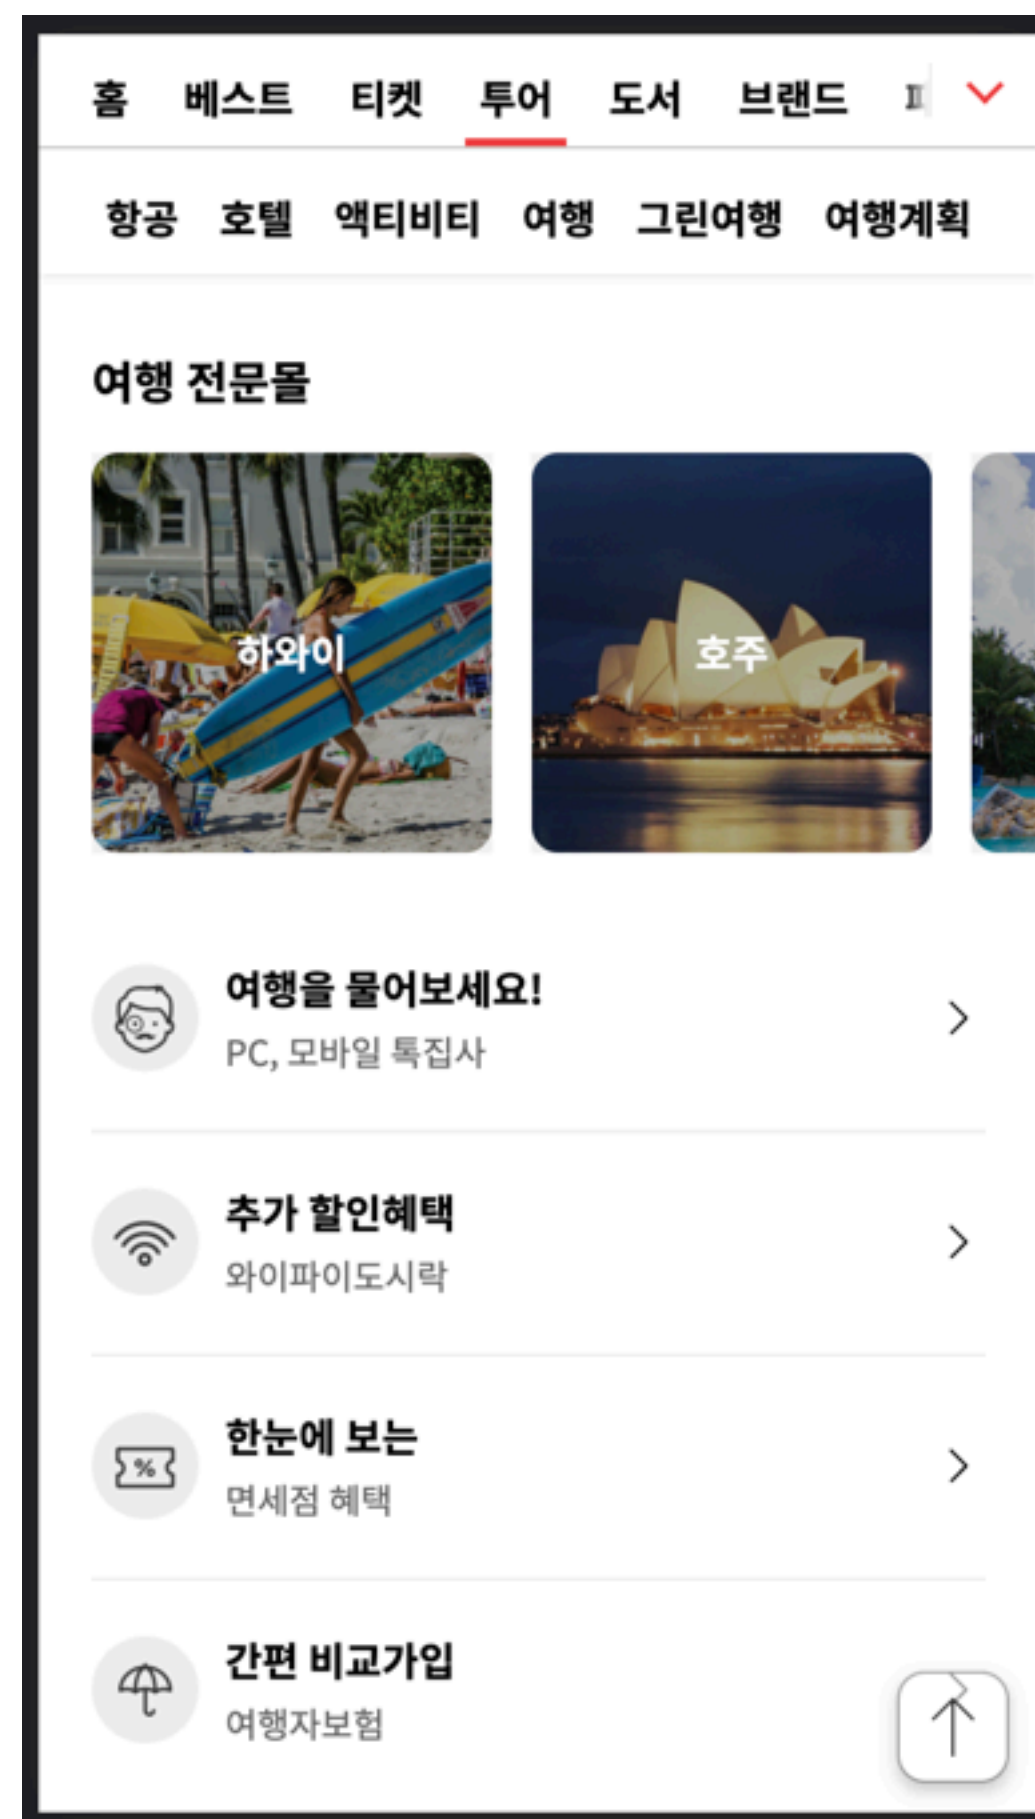 홈 베스트 티켓 투어 도서 브랜드
항공 호텔 액티비티 여행 그린여행 여행계획
여행 전문몰
하와이 호주
여행을 물어보세요!
PC, 모바일 톡집사
추가 할인혜택
와이파이도시락
한눈에 보는
%
면세점 혜택
간편 비교가입
여행자보험